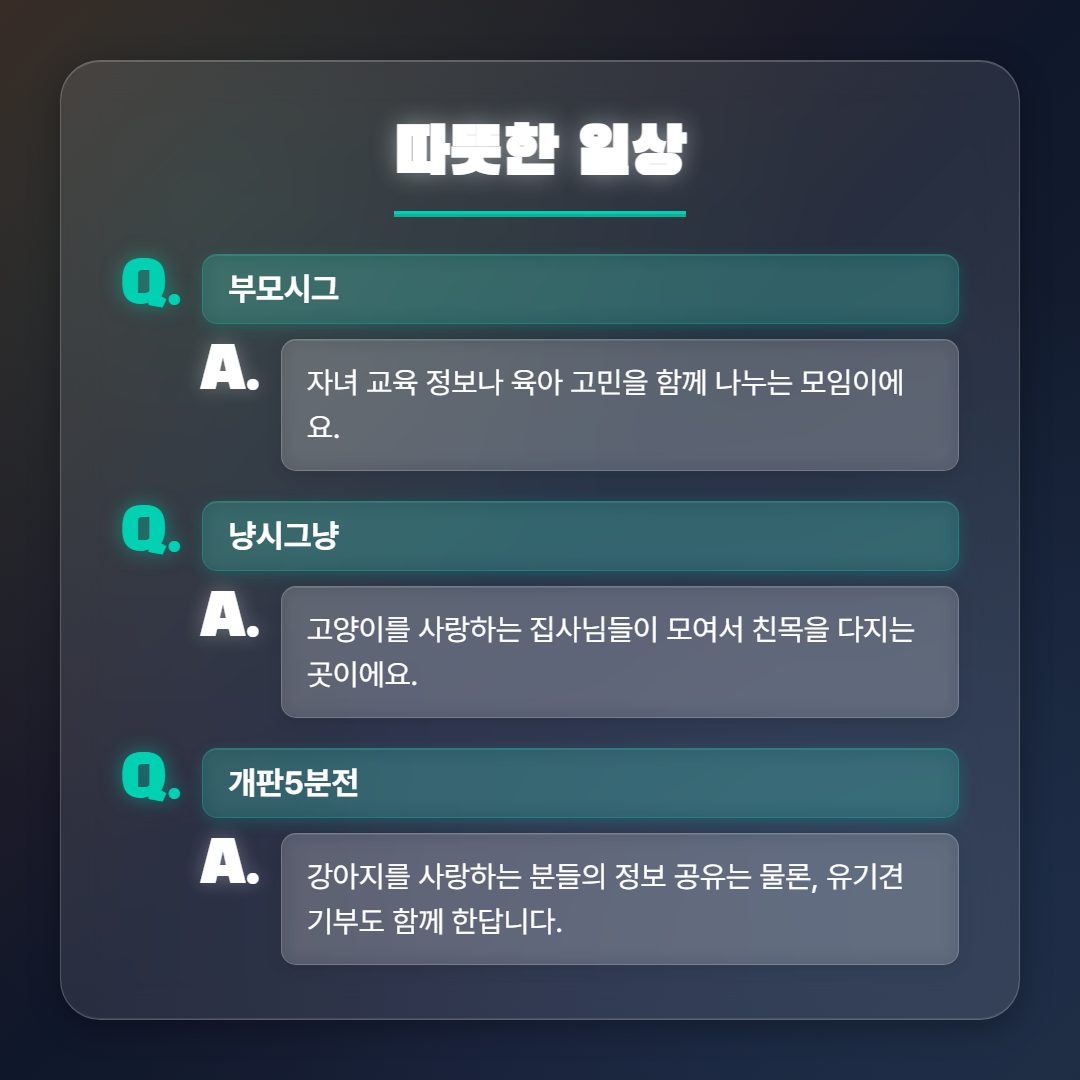 따뜻한 일상
Q. 부모시그
A. 자녀 교육 정보나 육아 고민을 함께 나누는 모임이에
요.
Q. 냥시그냥
A. 고양이를 사랑하는 집사님들이 모여서 친목을 다지는
곳이에요.
Q. 개판5분전
A. 강아지를 사랑하는 분들의 정보 공유는 물론, 유기견
기부도 함께 한답니다.